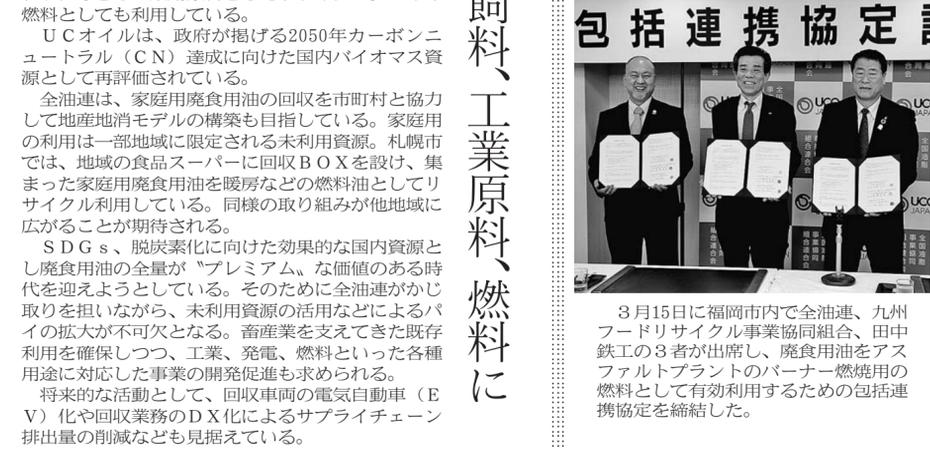 燃料としても利用している。
　ＵＣオイルは、政府が掲げる2050年カーボンニ
ュートラル（ＣＮ）達成に向けた国内バイオマス資
源として再評価されている。
　全油連は、家庭用廃食用油の回収を市町村と協力
して地産地消モデルの構築も目指している。家庭用
の利用は一部地域に限定される未利用資源。札幌市
では、地域の食品スーパーに回収ＢＯＸを設け、集
まった家庭用廃食用油を暖房などの燃料油としてリ
サイクル利用している。同様の取り組みが他地域に
広がることが期待される。
　ＳＤＧｓ、脱炭素化に向けた効果的な国内資源と
し廃食用油の全量が〝プレミアム〟な価値のある時
代を迎えようとしている。そのために全油連がかじ
取りを担いながら、未利用資源の活用などによるパ
イの拡大が不可欠となる。畜産業を支えてきた既存
利用を確保しつつ、工業、発電、燃料といった各種
用途に対応した事業の開発促進も求められる。
　将来的な活動として、回収車両の電気自動車（Ｅ
Ｖ）化や回収業務のＤＸ化によるサプライチェーン
排出量の削減なども見据えている。
飼料、工業原料、燃料に
包括連携協定
UCO
JAPAN
　３月15日に福岡市内で全油連、九州
フードリサイクル事業協同組合、田中
鉄工の３者が出席し、廃食用油をアス
ファルトプラントのバーナー燃焼用の
燃料として有効利用するための包括連
携協定を締結した。